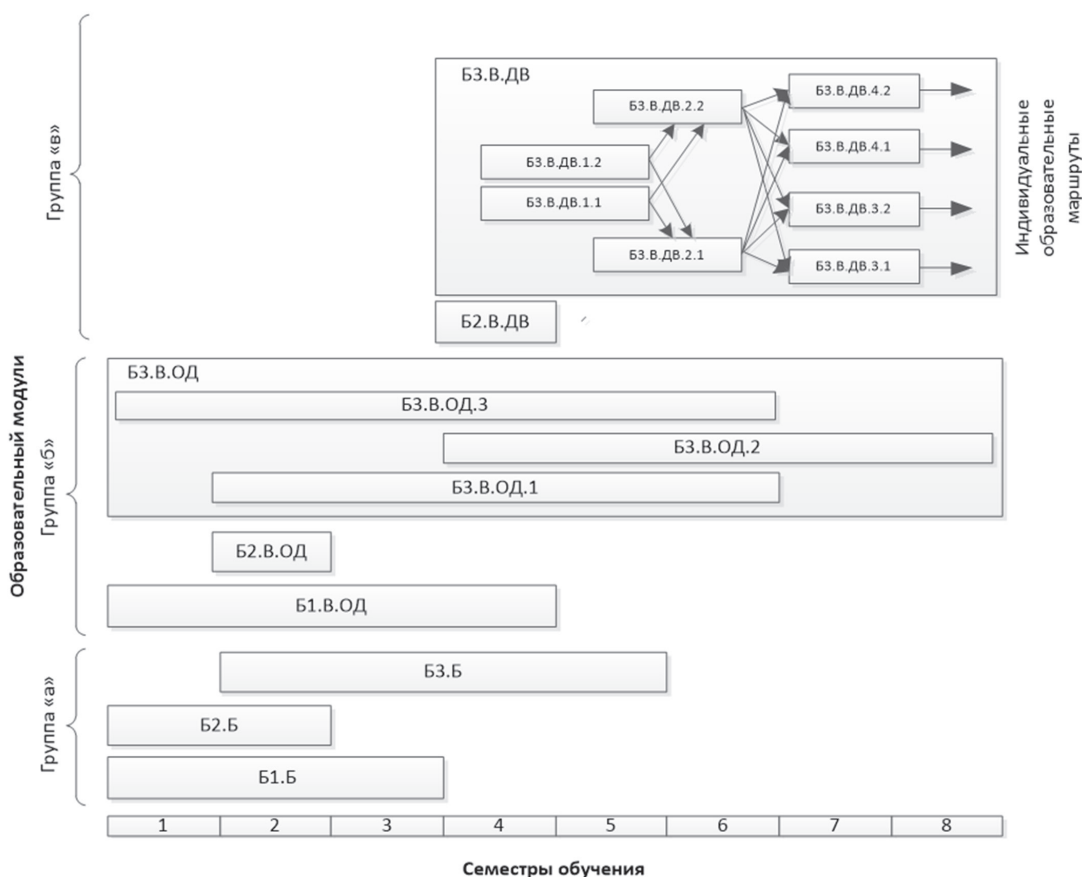 Группа «в»
Б3.В.ДВ
Б3.В.ДВ.4.2
Б3.В.ДВ.2.2
Б3.В.ДВ.4.1
Б3.В.ДВ.1.2
Б3.В.ДВ.1.1
Б3.В.ДВ.3.2
Б3.В.ДВ.2.1
Б3.В.ДВ.3.1
Индивидуальные
образовательные
маршруты
Б2.В.ДВ
Образовательный модули
Группа «б»
Б3.В.ОД
Б3.В.ОД.3
Б3.В.ОД.2
Б3.В.ОД.1
Б2.В.ОД
Б1.В.ОД
Группа «а»
Б3.Б
Б2.Б
Б1.Б
1 2 3 4 5 6 7 8
Семестры обучения